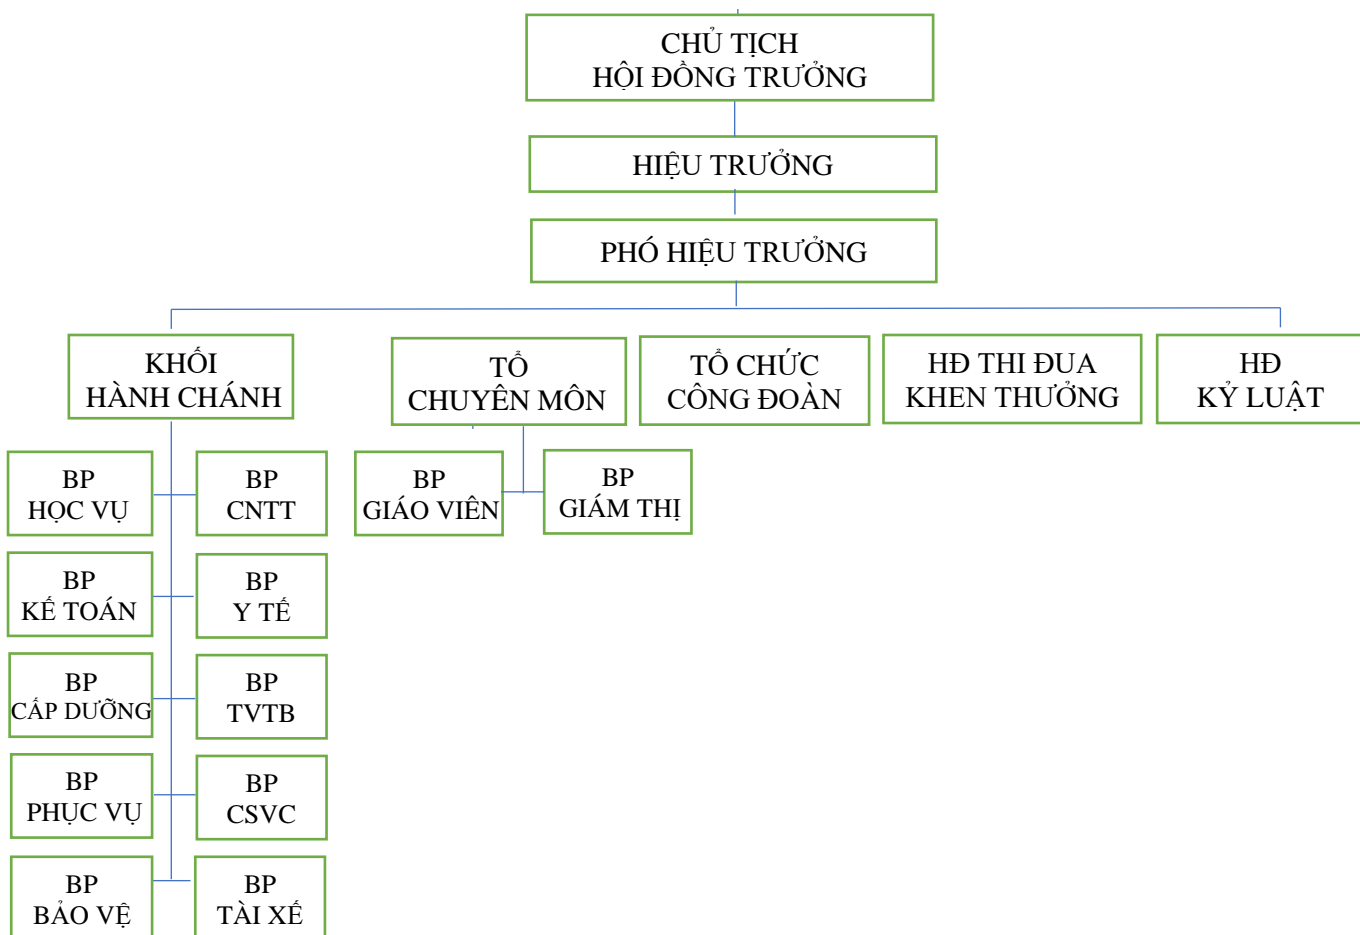 CHỦ TỊCH
HỘI ĐỒNG TRƯỞNG
HIỆU TRƯỞNG
PHÓ HIỆU TRƯỞNG
KHỐI
HÀNH CHÁNH
TỔ
CHUYÊN MÔN
TỔ CHỨC
CÔNG ĐOÀN
HĐ THI ĐUA
KHEN THƯỞNG
HĐ
KỶ LUẬT
BP
HỌC VỤ
BP
CNTT
BP
GIÁO VIÊN
BP
GIÁM THỊ
BP
KẾ TOÁN
BP
Y TẾ
BP
CẤP DƯỠNG
BP
TVTB
BP
PHỤC VỤ
BP
CSVC
BP
BẢO VỆ
BP
TÀI XẾ